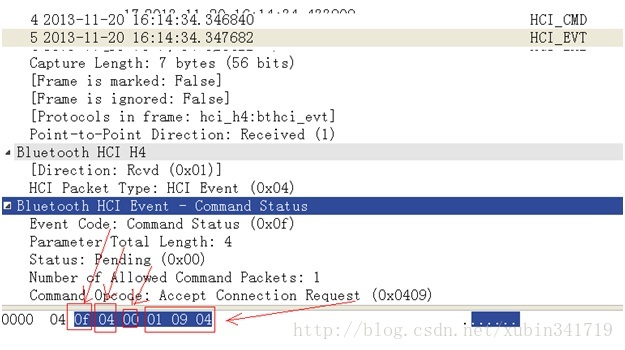 4 2013-11-20 16:14:34.346840 HCI_CMD
5 2013-11-20 16:14:34.347682 HCI_EVT
Capture Length: 7 bytes (56 bits)
[Frame is marked: False]
[Frame is ignored: False]
[Protocols in frame: hci_h4:bthci_evt]
Point-to-Point Direction: Received (1)
Bluetooth HCI H4
[Direction: Rcvd (0x01)]
HCI Packet Type: HCI Event (0x04)
Bluetooth HCI Event - Command Status
Event Code: Command Status (0x0f)
Parameter Total Length: 4
Status: Pending (0x00)
Number of Allowed Command Packets: 1
Command Opcode: Accept Connection Request (0x0409)
0000 04 0f 04 00 01 09 04 .......
http://blog.csdn.net/xubin341719